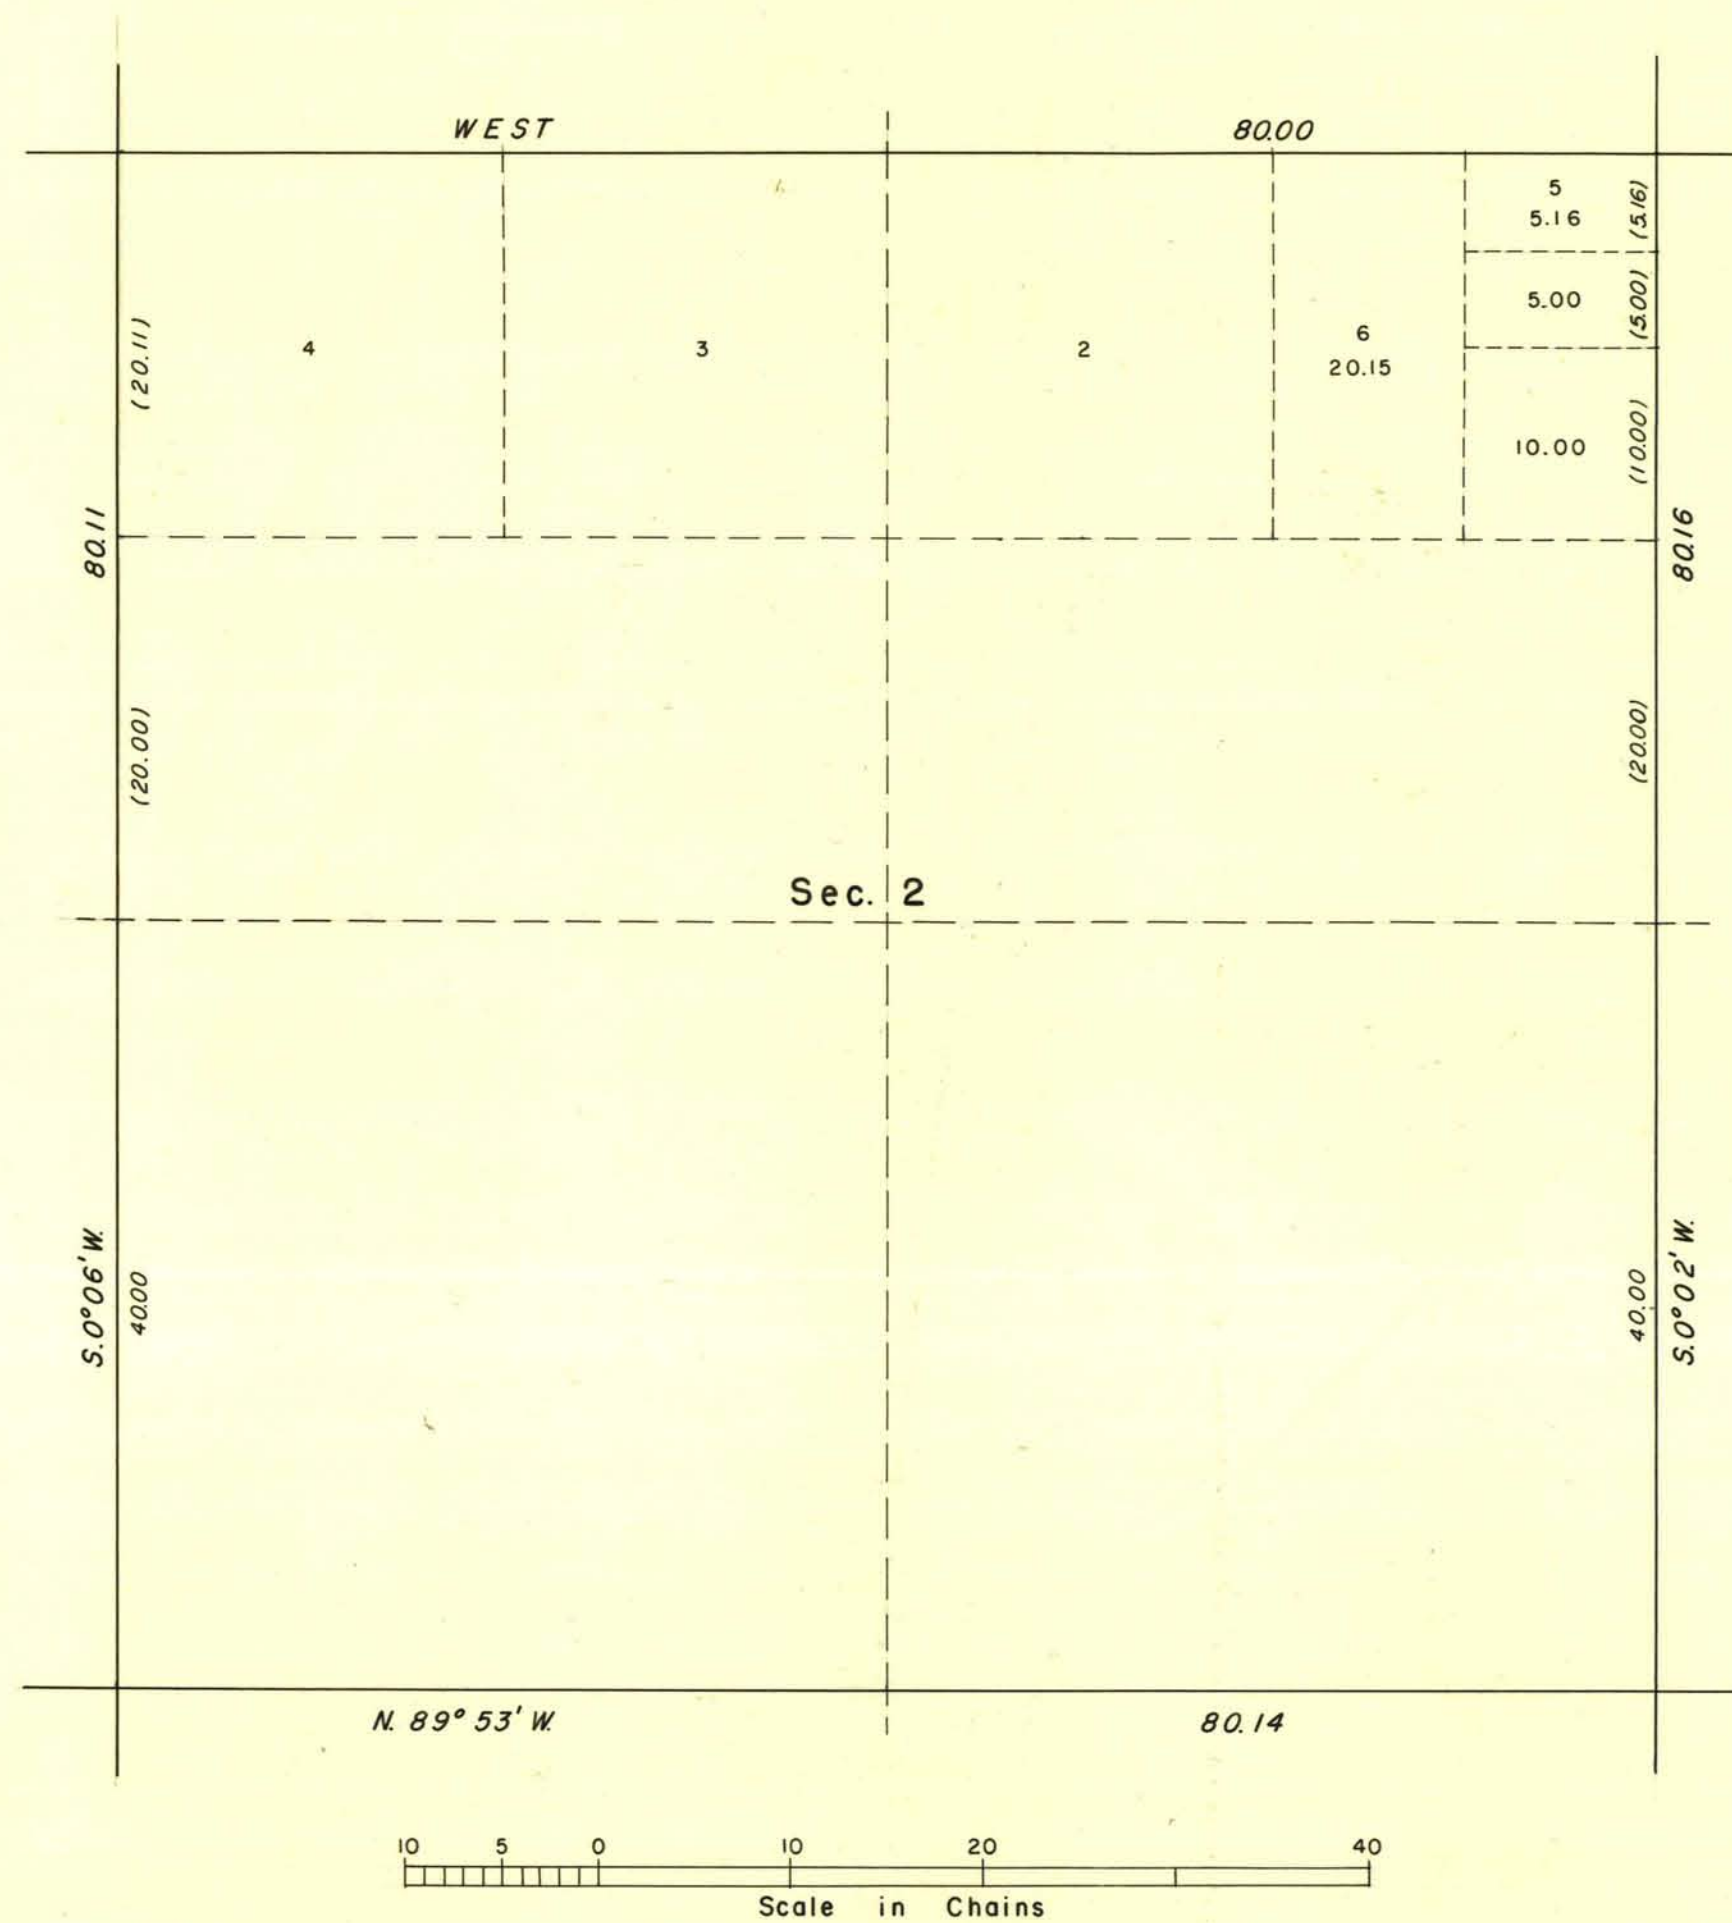 WEST 80.00
5
5.16 (5.16)
5.00 (5.00)
(20.11) 4 3 2 6
20.15
10.00 (10.00)
80.11 80.16
(20.00) (20.00)
Sec. 2
S.0°06'W. 40.00 40.00 S.0°02'W.
N. 89° 53' W. 80.14
10 5 0 10 20 40
Scale in Chains